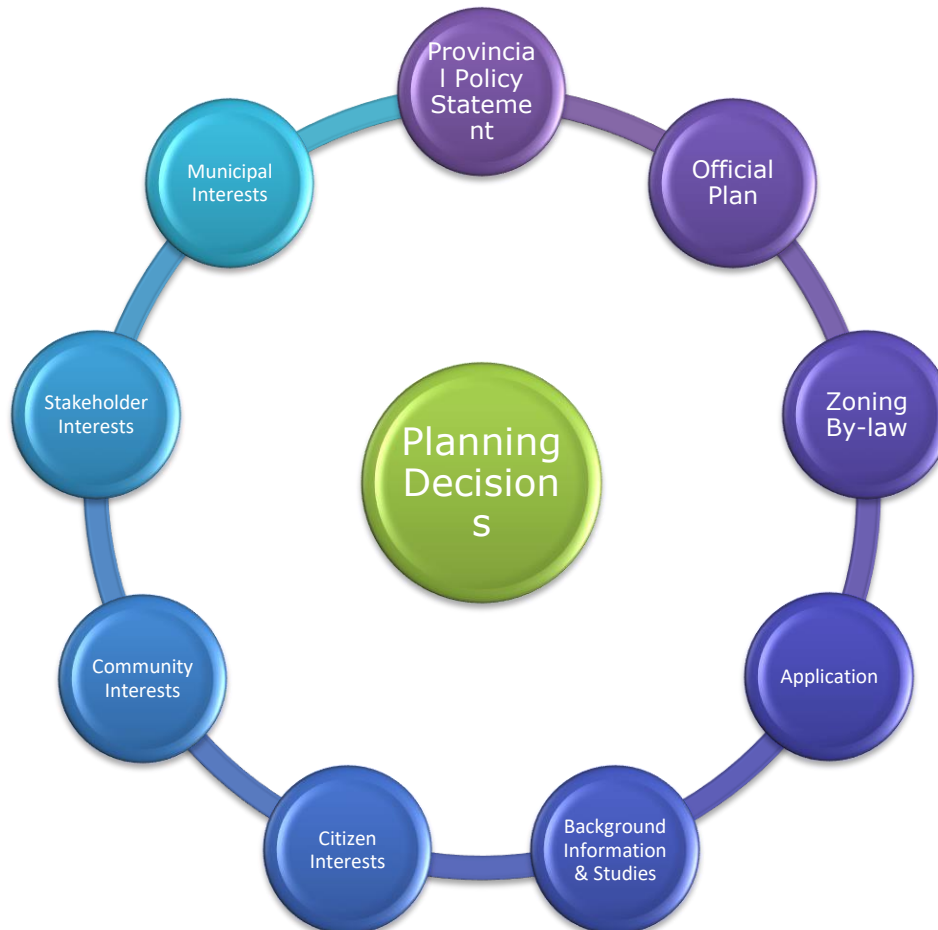 Provincia
l Policy
Stateme
nt
Official
Plan
Zoning
By-law
Application
Background
Information
& Studies
Citizen
Interests
Community
Interests
Stakeholder
Interests
Municipal
Interests
Planning
Decision
s